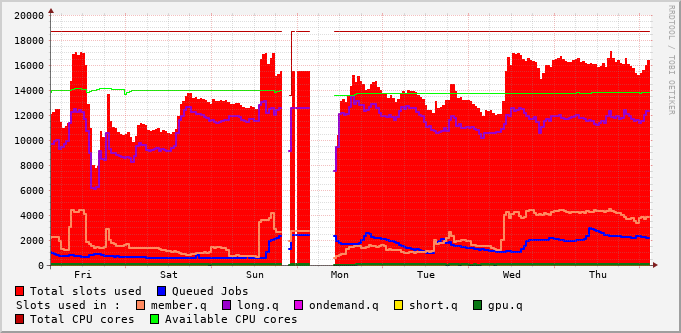 20000
18000
16000
14000
12000
10000
8000
6000
4000
2000
0
Fri Sat Sun Mon Tue Wed Thu
RRDTOOL / TOBI OETIKER
Total slots used Queued Jobs
Slots used in : member.q long.q ondemand.q short.q gpu.q
Total CPU cores Available CPU cores